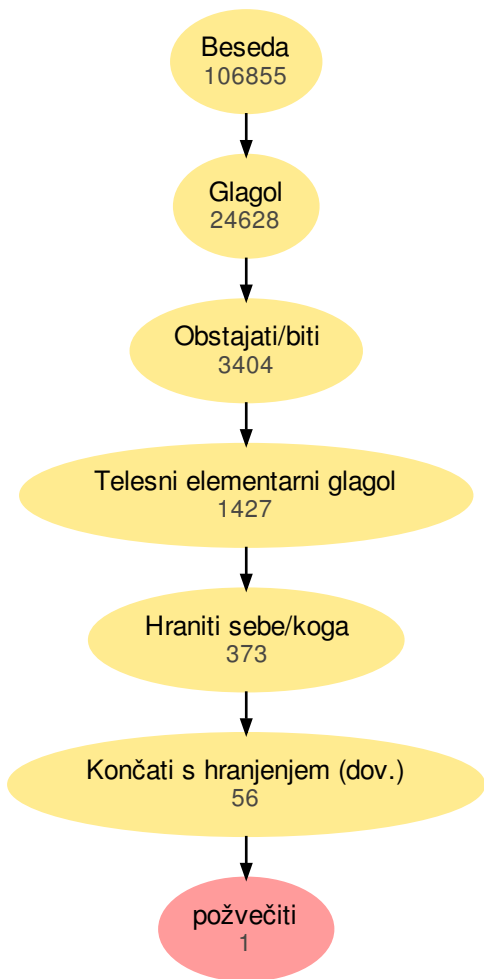 Beseda
106855
Glagol
24628
Obstajati/biti
3404
Telesni elementarni glagol
1427
Hraniti sebe/koga
373
Končati s hranjenjem (dov.)
56
požvečiti
1